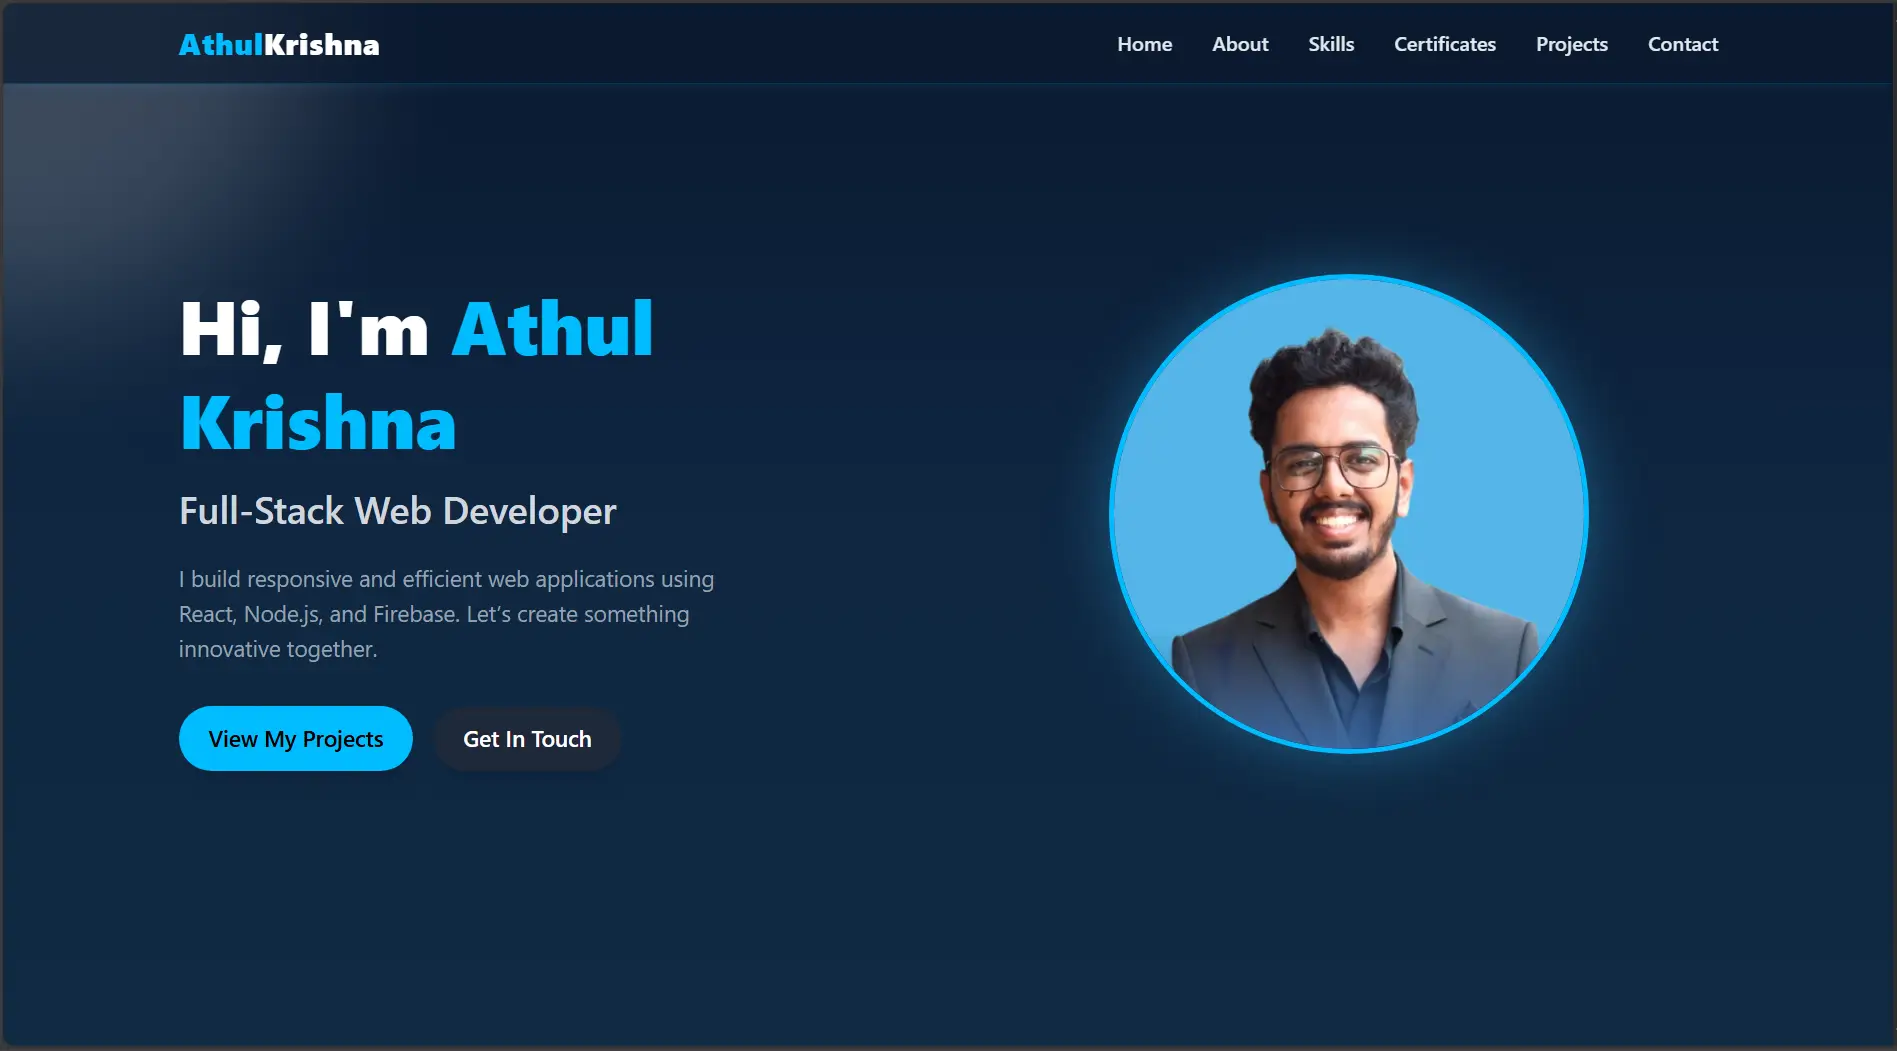 AthulKrishna
Home About Skills Certificates Projects Contact
Hi, I'm Athul
Krishna
Full-Stack Web Developer
I build responsive and efficient web applications using
React, Node.js, and Firebase. Let’s create something
innovative together.
View My Projects
Get In Touch